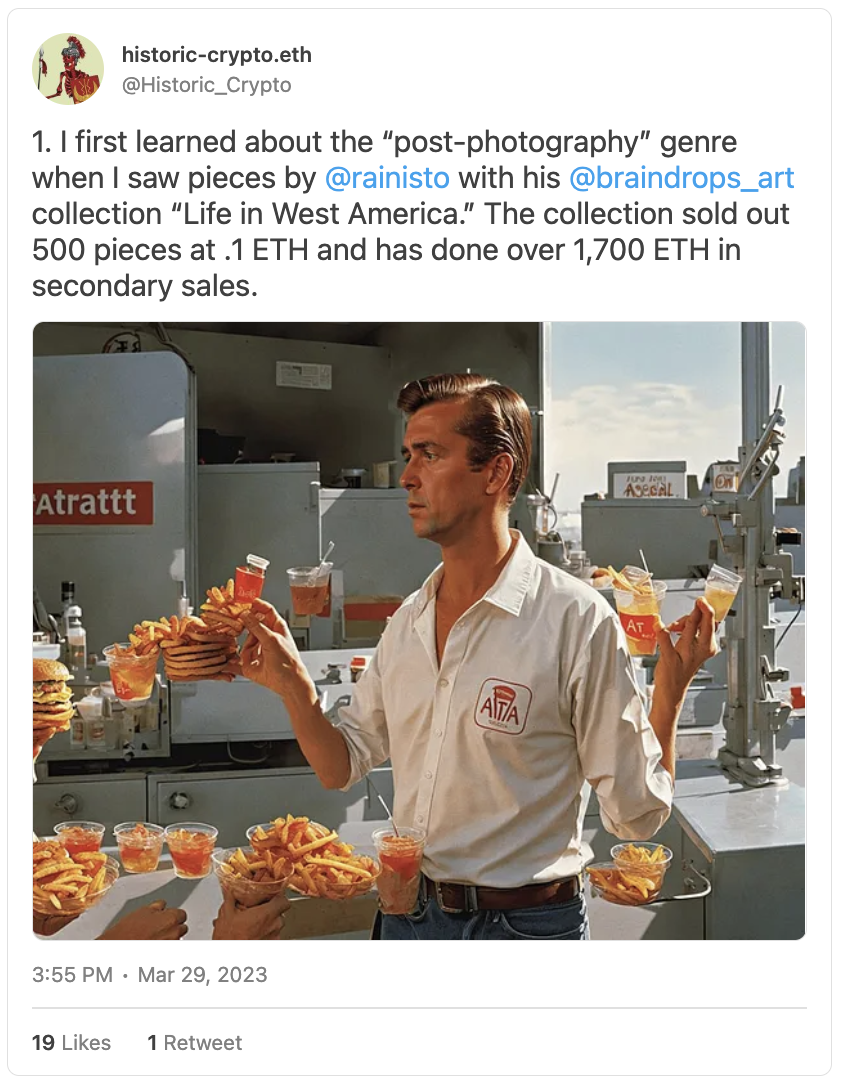 historic-crypto.eth
@Historic_Crypto
1. I first learned about the “post-photography” genre
when I saw pieces by @rainisto with his @braindrops_art
collection “Life in West America.” The collection sold out
500 pieces at .1 ETH and has done over 1,700 ETH in
secondary sales.
Atrattt
AT
ATTA
3:55 PM · Mar 29, 2023
19 Likes 1 Retweet